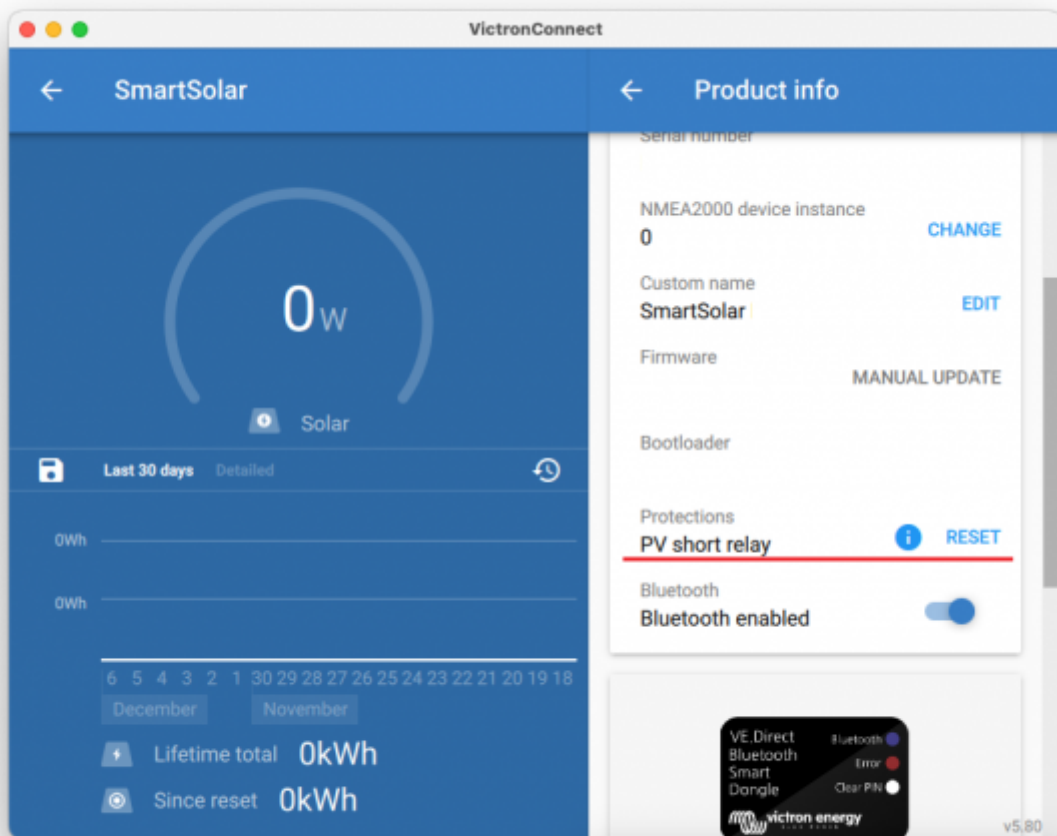 VictronConnect
SmartSolar
0W
Solar
Last 30 days Detailed
0Wh
0Wh
6 5 4 3 2 1 30 29 28 27 26 25 24 23 22 21 20 19 18
December November
Lifetime total 0kWh
Since reset 0kWh
Product info
Serial number
NMEA2000 device instance
0
CHANGE
Custom name
SmartSolar
EDIT
Firmware
MANUAL UPDATE
Bootloader
Protections
PV short relay
RESET
Bluetooth
Bluetooth enabled
VE.Direct
Bluetooth
Smart
Dongle
Bluetooth
Error
Clear PIN
victron energy
BLUE POWER
v5.80